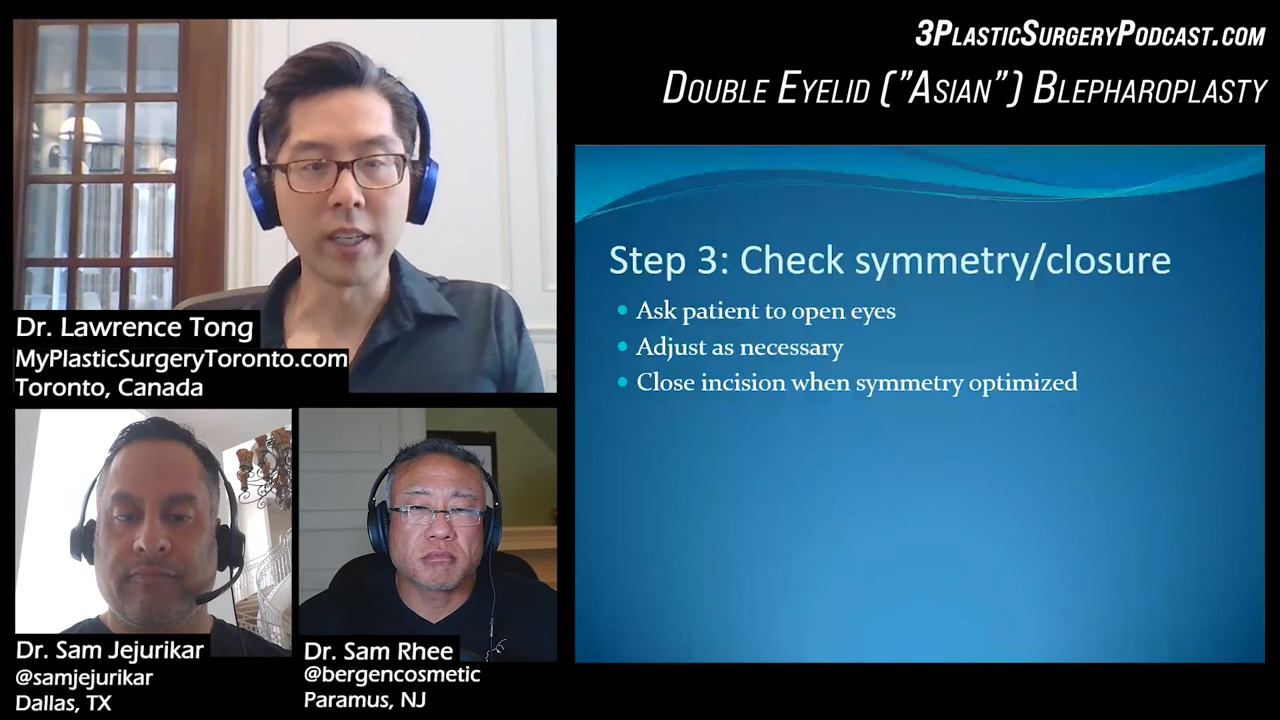 3PlasticSurgeryPodcast.com
Double Eyelid ("Asian") Blepharoplasty
Dr. Lawrence Tong
MyPlasticSurgeryToronto.com
Toronto, Canada
Dr. Sam Jejurikar
@samjejurikar
Dallas, TX
Dr. Sam Rhee
@bergencosmetic
Paramus, NJ
Step 3: Check symmetry/closure
• Ask patient to open eyes
• Adjust as necessary
• Close incision when symmetry optimized